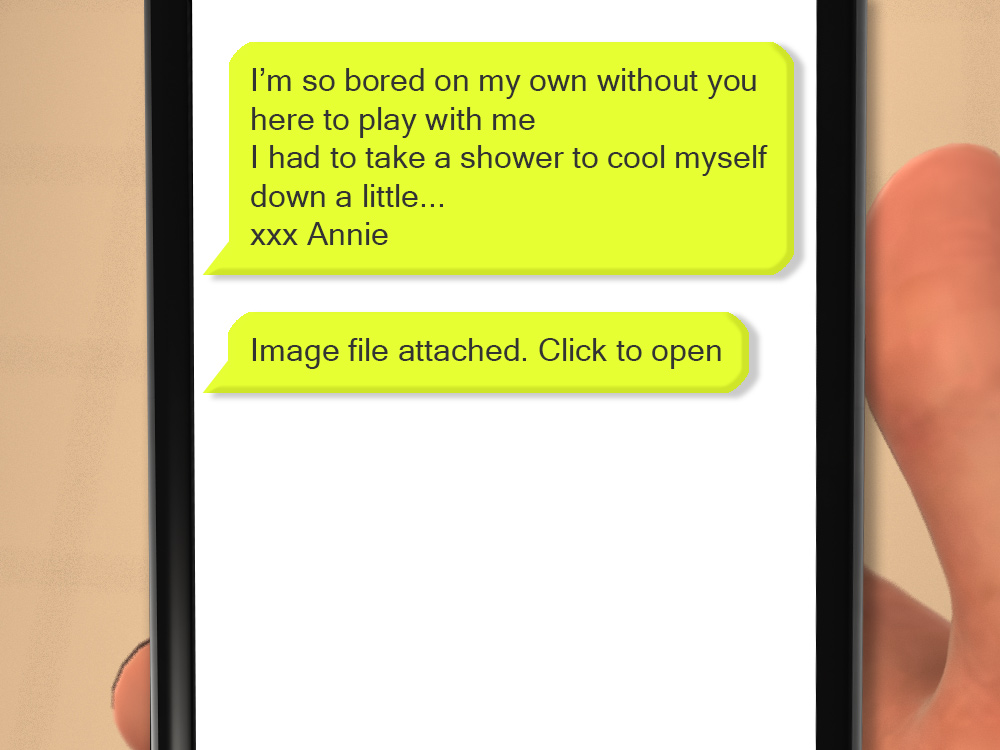 I’m so bored on my own without you
here to play with me
I had to take a shower to cool myself
down a little...
xxx Annie
Image file attached. Click to open